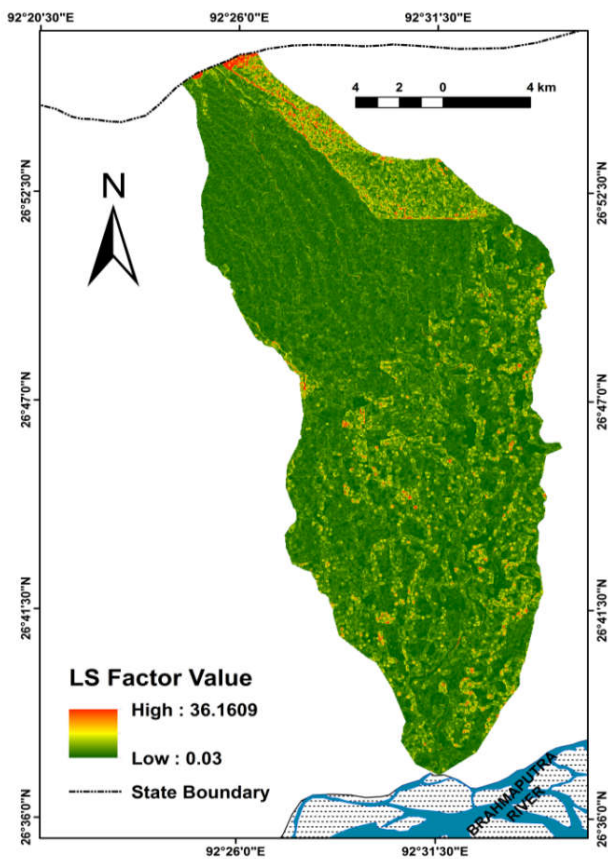 92°20'30"E 92°26'0"E 92°31'30"E
4 2 0 4 km
N
26°52'30"N 26°52'30"N
26°47'0"N 26°47'0"N
26°41'30"N 26°41'30"N
LS Factor Value
High : 36.1609
Low : 0.03
State Boundary
BRAHMAPUTRA
RIVER
26°36'0"N 26°36'0"N
92°26'0"E 92°31'30"E